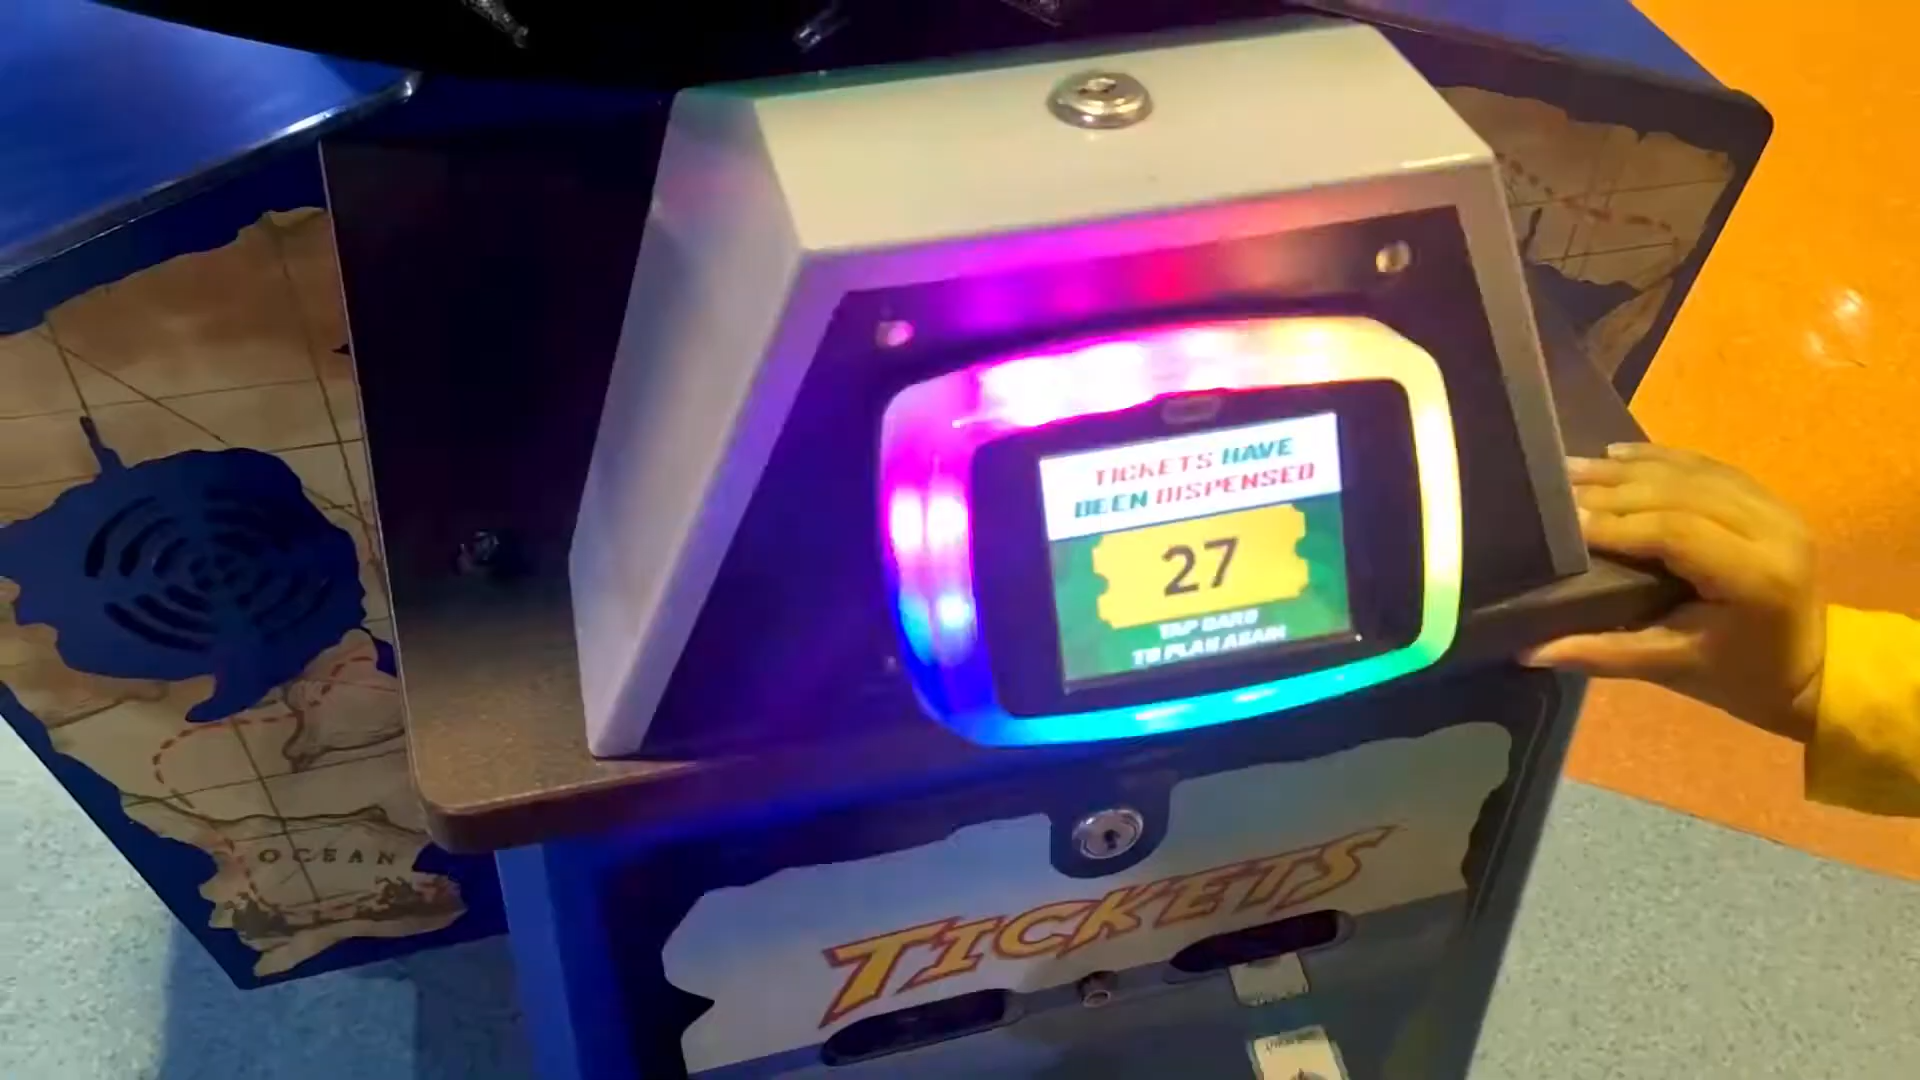 TICKETS HAVE
BEEN DISPENSED
27
TAP CARD
TO PLAY AGAIN
OCEAN
TICKETS